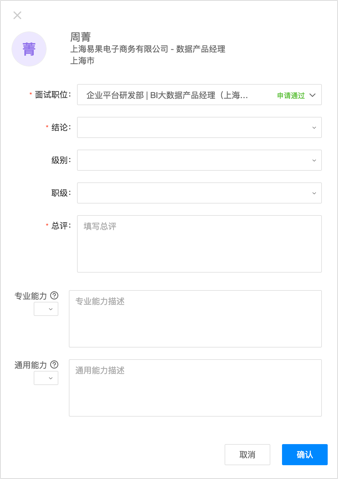 菁
周菁
上海易果电子商务有限公司 - 数据产品经理
上海市
* 面试职位: 企业平台研发部 | BI大数据产品经理（上海... 申请通过
* 结论:
级别:
职级:
* 总评: 填写总评
专业能力 ? 专业能力描述
通用能力 ? 通用能力描述
取消 确认